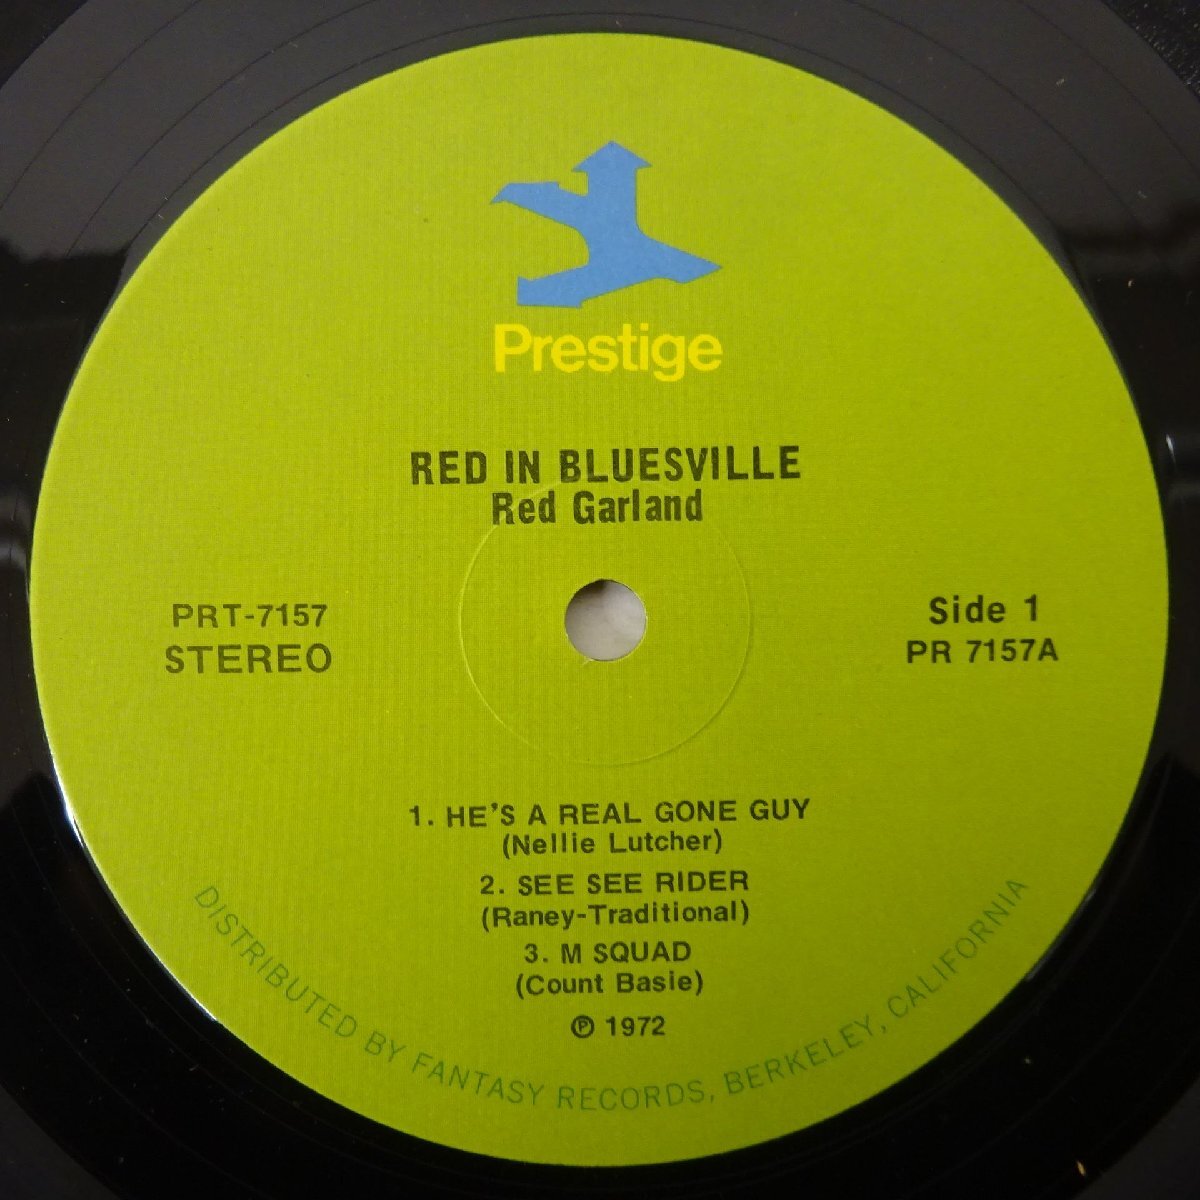 Prestige
RED IN BLUESVILLE
Red Garland
PRT-7157
STEREO
Side 1
PR 7157A
1. HE'S A REAL GONE GUY
(Nellie Lutcher)
2. SEE SEE RIDER
(Raney-Traditional)
3. M SQUAD
(Count Basie)
℗ 1972
DISTRIBUTED BY FANTASY RECORDS, BERKELEY, CALIFORNIA